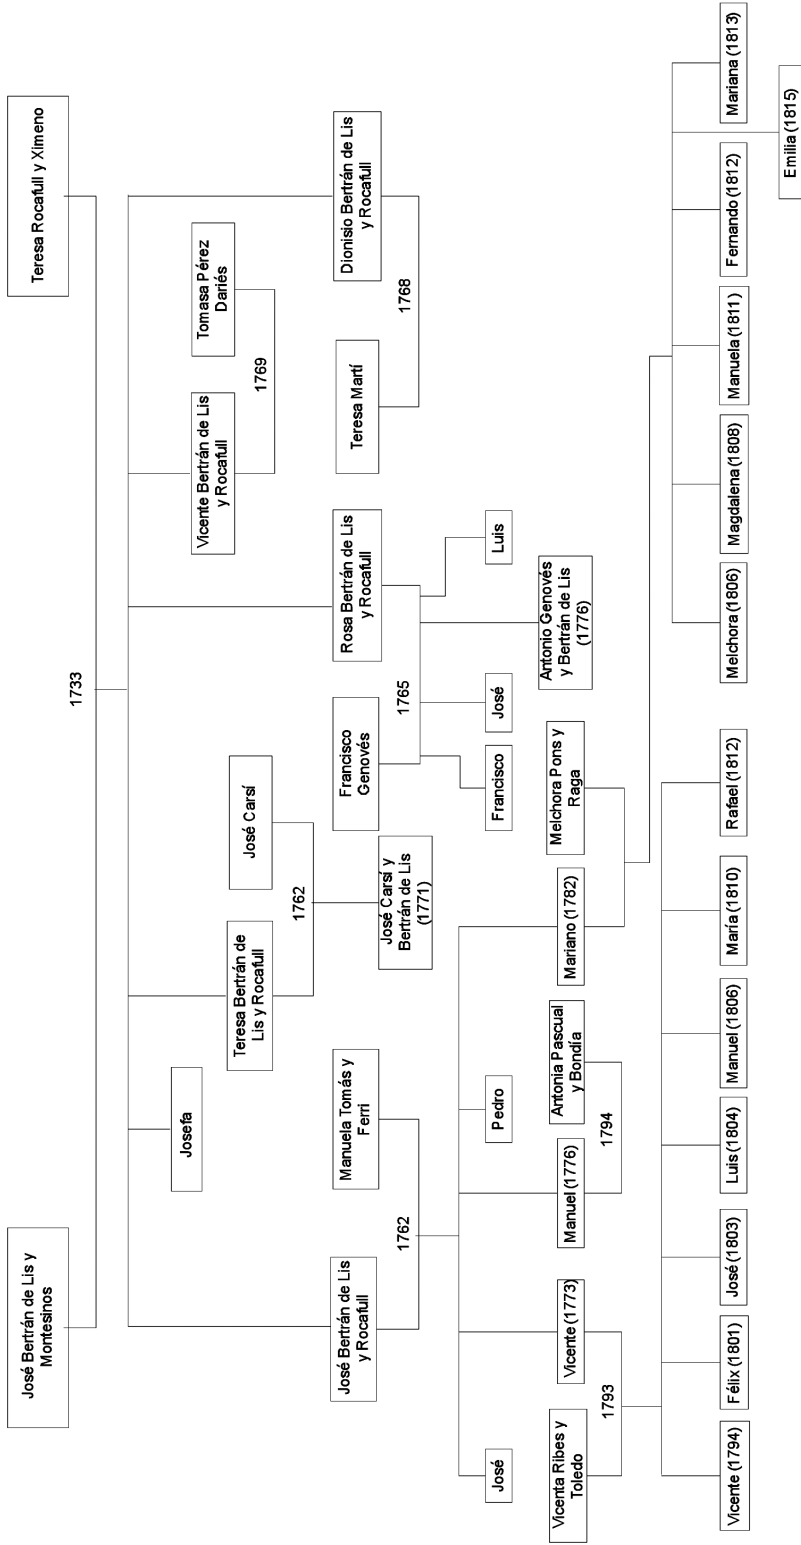 José Bertrán de Lis y
Montesinos
Teresa Rocafull y Ximeno
1733
Josefa
Vicente Bertrán de Lis
y Rocafull
Tomasa Pérez
Dariés
1769
Teresa Bertrán de
Lis y Rocafull
José Carsí
1762
José Bertrán de Lis
y Rocafull
Manuela Tomás y
Ferri
1762
José Carsí y
Bertrán de Lis
(1771)
Francisco
Genovés
Rosa Bertrán de Lis
y Rocafull
1765
Teresa Martí
Dionisio Bertrán de Lis
y Rocafull
1768
José
Pedro
Francisco
José
Luis
Antonio Genovés
y Bertrán de Lis
(1776)
Vicenta Ribes y
Toledo
Vicente (1773)
1793
Manuel (1776)
Antonia Pascual
y Bondía
1794
Mariano (1782)
Melchora Pons y
Raga
Vicente (1794)
Félix (1801)
José (1803)
Luis (1804)
Manuel (1806)
María (1810)
Rafael (1812)
Melchora (1806)
Magdalena (1808)
Manuela (1811)
Fernando (1812)
Mariana (1813)
Emilia (1815)